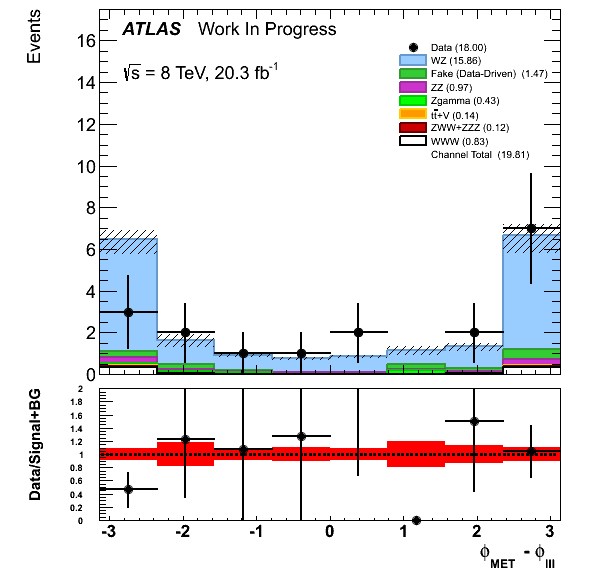 ATLAS Work In Progress
√s = 8 TeV, 20.3 fb-1
Data (18.00)
WZ (15.86)
Fake (Data-Driven) (1.47)
ZZ (0.97)
Zgamma (0.43)
tt̄+V (0.14)
ZWW+ZZZ (0.12)
WWW (0.83)
Channel Total (19.81)
Events
16
14
12
10
8
6
4
2
0
Data/Signal+BG
2
1.8
1.6
1.4
1.2
1
0.8
0.6
0.4
0.2
0
-3 -2 -1 0 1 2 3
ϕMET - ϕlll